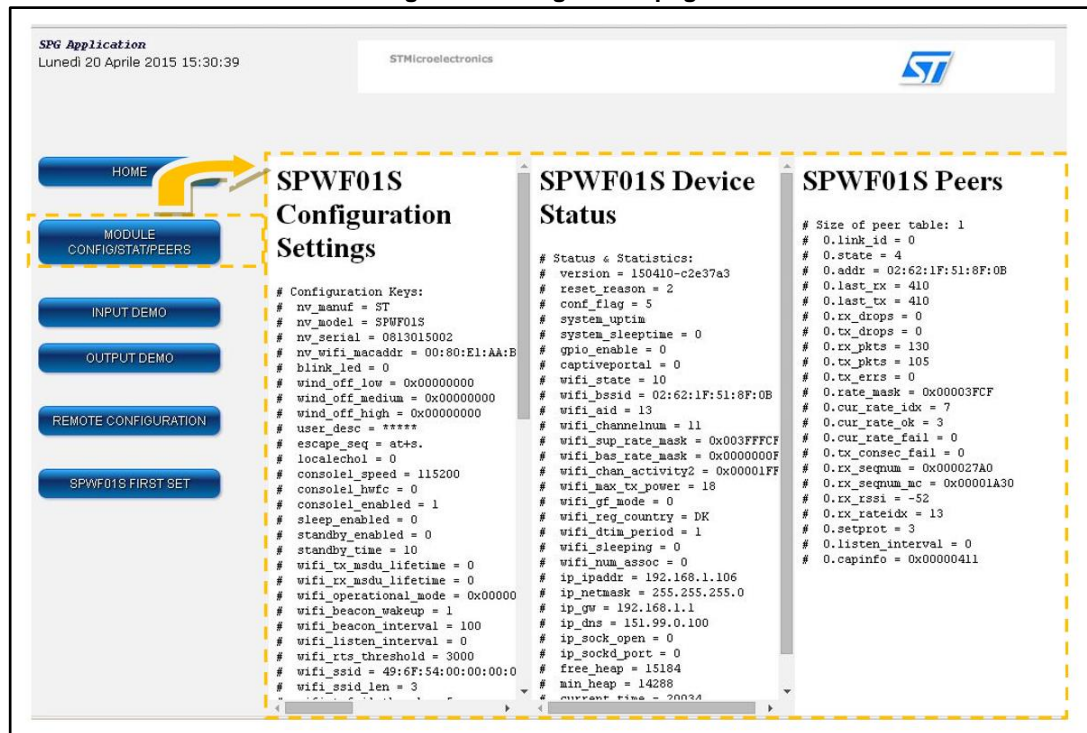 SPG Application
Lunedì 20 Aprile 2015 15:30:39
STMicroelectronics
ST
HOME
MODULE
CONFIG/STAT/PEERS
INPUT DEMO
OUTPUT DEMO
REMOTE CONFIGURATION
SPWF01S FIRST SET
SPWF01S
Configuration
Settings
# Configuration Keys:
# nv_manuf = ST
# nv_model = SPWF01S
# nv_serial = 0813015002
# nv_wifi_macaddr = 00:80:E1:AA:B
# blink_led = 0
# wind_off_low = 0x00000000
# wind_off_medium = 0x00000000
# wind_off_high = 0x00000000
# user_desc = *****
# escape_seq = at+s.
# localecho1 = 0
# console1_speed = 115200
# console1_hwfc = 0
# console1_enabled = 1
# sleep_enabled = 0
# standby_enabled = 0
# standby_time = 10
# wifi_tx_msdu_lifetime = 0
# wifi_rx_msdu_lifetime = 0
# wifi_operational_mode = 0x00000
# wifi_beacon_wakeup = 1
# wifi_beacon_interval = 100
# wifi_listen_interval = 0
# wifi_rts_threshold = 3000
# wifi_ssid = 49:6F:54:00:00:00:0
# wifi_ssid_len = 3
SPWF01S Device
Status
# Status & Statistics:
# version = 150410-c2e37a3
# reset_reason = 2
# conf_flag = 5
# system_uptim
# system_sleeptime = 0
# gpio_enable = 0
# captiveportal = 0
# wifi_state = 10
# wifi_bssid = 02:62:1F:51:8F:0B
# wifi_aid = 13
# wifi_channelnum = 11
# wifi_sup_rate_mask = 0x003FFFCF
# wifi_bas_rate_mask = 0x0000000F
# wifi_chan_activity2 = 0x00001FF
# wifi_max_tx_power = 18
# wifi_gf_mode = 0
# wifi_reg_country = DK
# wifi_dtim_period = 1
# wifi_sleeping = 0
# wifi_num_assoc = 0
# ip_ipaddr = 192.168.1.106
# ip_netmask = 255.255.255.0
# ip_gw = 192.168.1.1
# ip_dns = 151.99.0.100
# ip_sock_open = 0
# ip_sockd_port = 0
# free_heap = 15184
# min_heap = 14288
# current_time = 20034
SPWF01S Peers
# Size of peer table: 1
# 0.link_id = 0
# 0.state = 4
# 0.addr = 02:62:1F:51:8F:0B
# 0.last_rx = 410
# 0.last_tx = 410
# 0.rx_drops = 0
# 0.tx_drops = 0
# 0.rx_pkts = 130
# 0.tx_pkts = 105
# 0.tx_errs = 0
# 0.rate_mask = 0x00003FCF
# 0.cur_rate_idx = 7
# 0.cur_rate_ok = 3
# 0.cur_rate_fail = 0
# 0.tx_consec_fail = 0
# 0.rx_seqnum = 0x000027A0
# 0.rx_seqnum_mc = 0x00001A30
# 0.rx_rssi = -52
# 0.rx_rateidx = 13
# 0.setprot = 3
# 0.listen_interval = 0
# 0.capinfo = 0x00000411